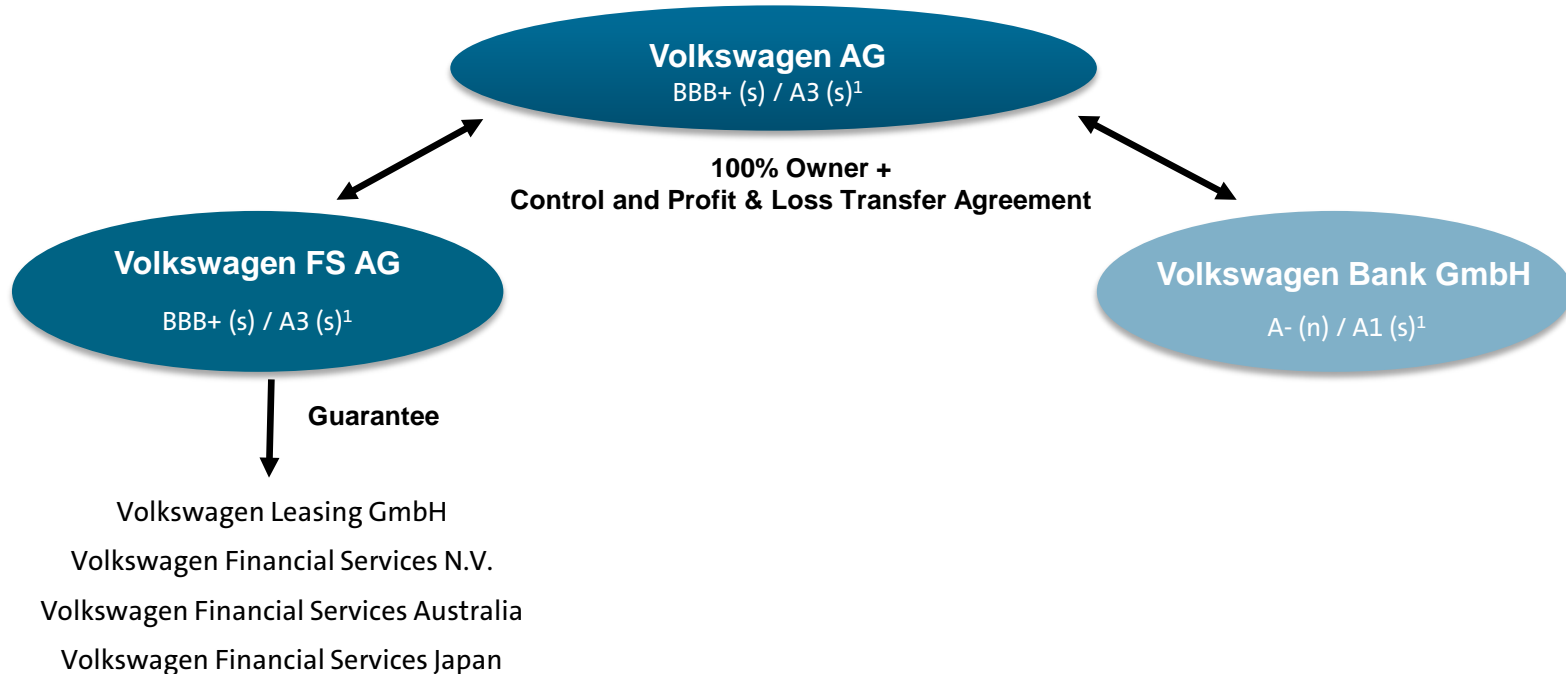 Volkswagen AG
BBB+ (s) / A3 (s)¹
100% Owner +
Control and Profit & Loss Transfer Agreement
Volkswagen FS AG
BBB+ (s) / A3 (s)¹
Volkswagen Bank GmbH
A- (n) / A1 (s)¹
Guarantee
Volkswagen Leasing GmbH
Volkswagen Financial Services N.V.
Volkswagen Financial Services Australia
Volkswagen Financial Services Japan